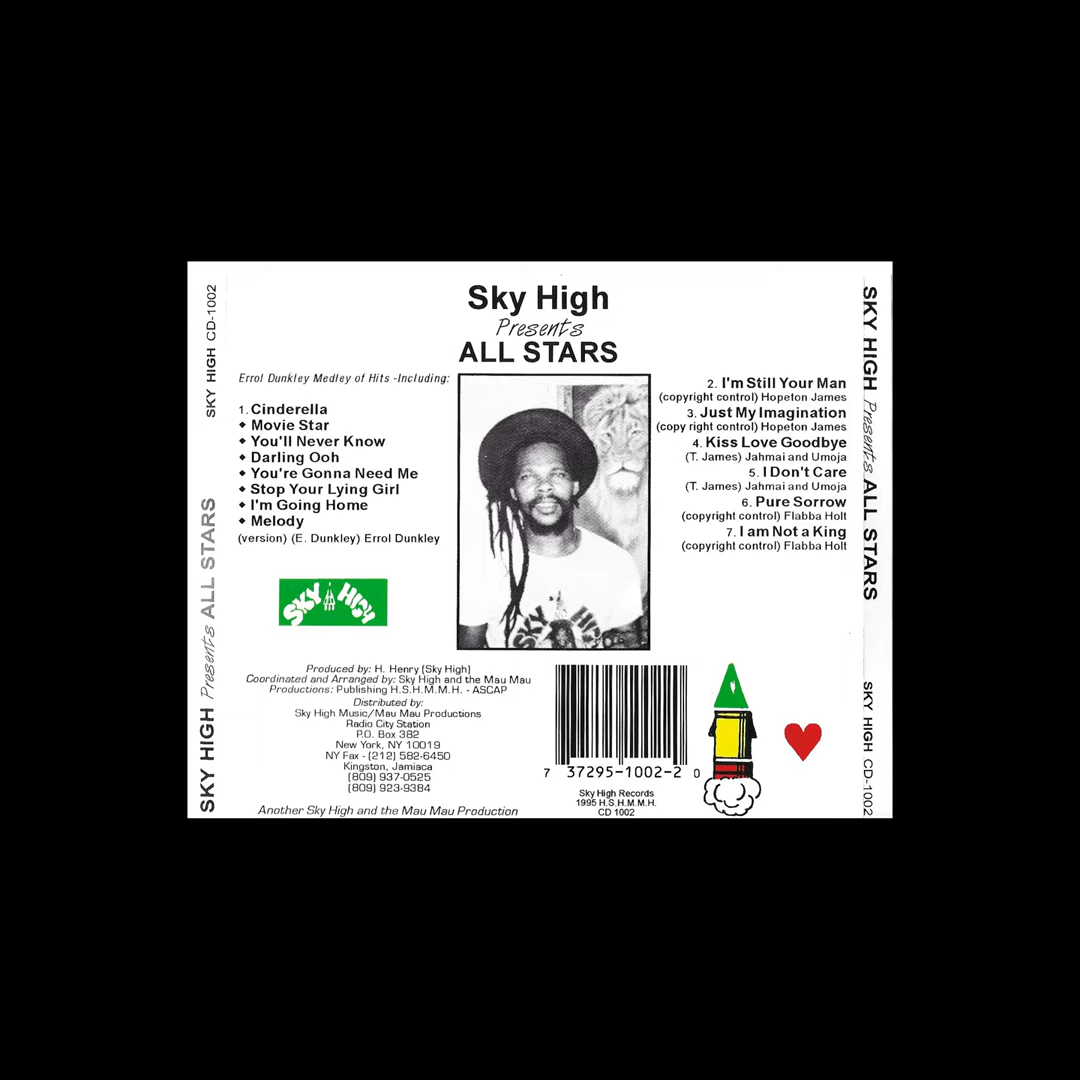 SKY HIGH CD-1002
SKY HIGH Presents ALL STARS
Sky High
Presents
ALL STARS
Errol Dunkley Medley of Hits -Including:
1. Cinderella
◆ Movie Star
◆ You'll Never Know
◆ Darling Ooh
◆ You're Gonna Need Me
◆ Stop Your Lying Girl
◆ I'm Going Home
◆ Melody
(version) (E. Dunkley) Errol Dunkley
SKY HIGH
SKY HIGH
2. I'm Still Your Man
(copyright control) Hopeton James
3. Just My Imagination
(copy right control) Hopeton James
4. Kiss Love Goodbye
(T. James) Jahmai and Umoja
5. I Don't Care
(T. James) Jahmai and Umoja
6. Pure Sorrow
(copyright control) Flabba Holt
7. I am Not a King
(copyright control) Flabba Holt
Produced by: H. Henry (Sky High)
Coordinated and Arranged by: Sky High and the Mau Mau
Productions: Publishing H.S.H.M.M.H. - ASCAP
Distributed by:
Sky High Music/Mau Mau Productions
Radio City Station
P.O. Box 382
New York, NY 10019
NY Fax - (212) 582-6450
Kingston, Jamiaca
(809) 937-0525
(809) 923-9384
Another Sky High and the Mau Mau Production
7 37295-1002-2 0
Sky High Records
1995 H.S.H.M.M.H.
CD 1002
SKY HIGH Presents ALL STARS
SKY HIGH CD-1002